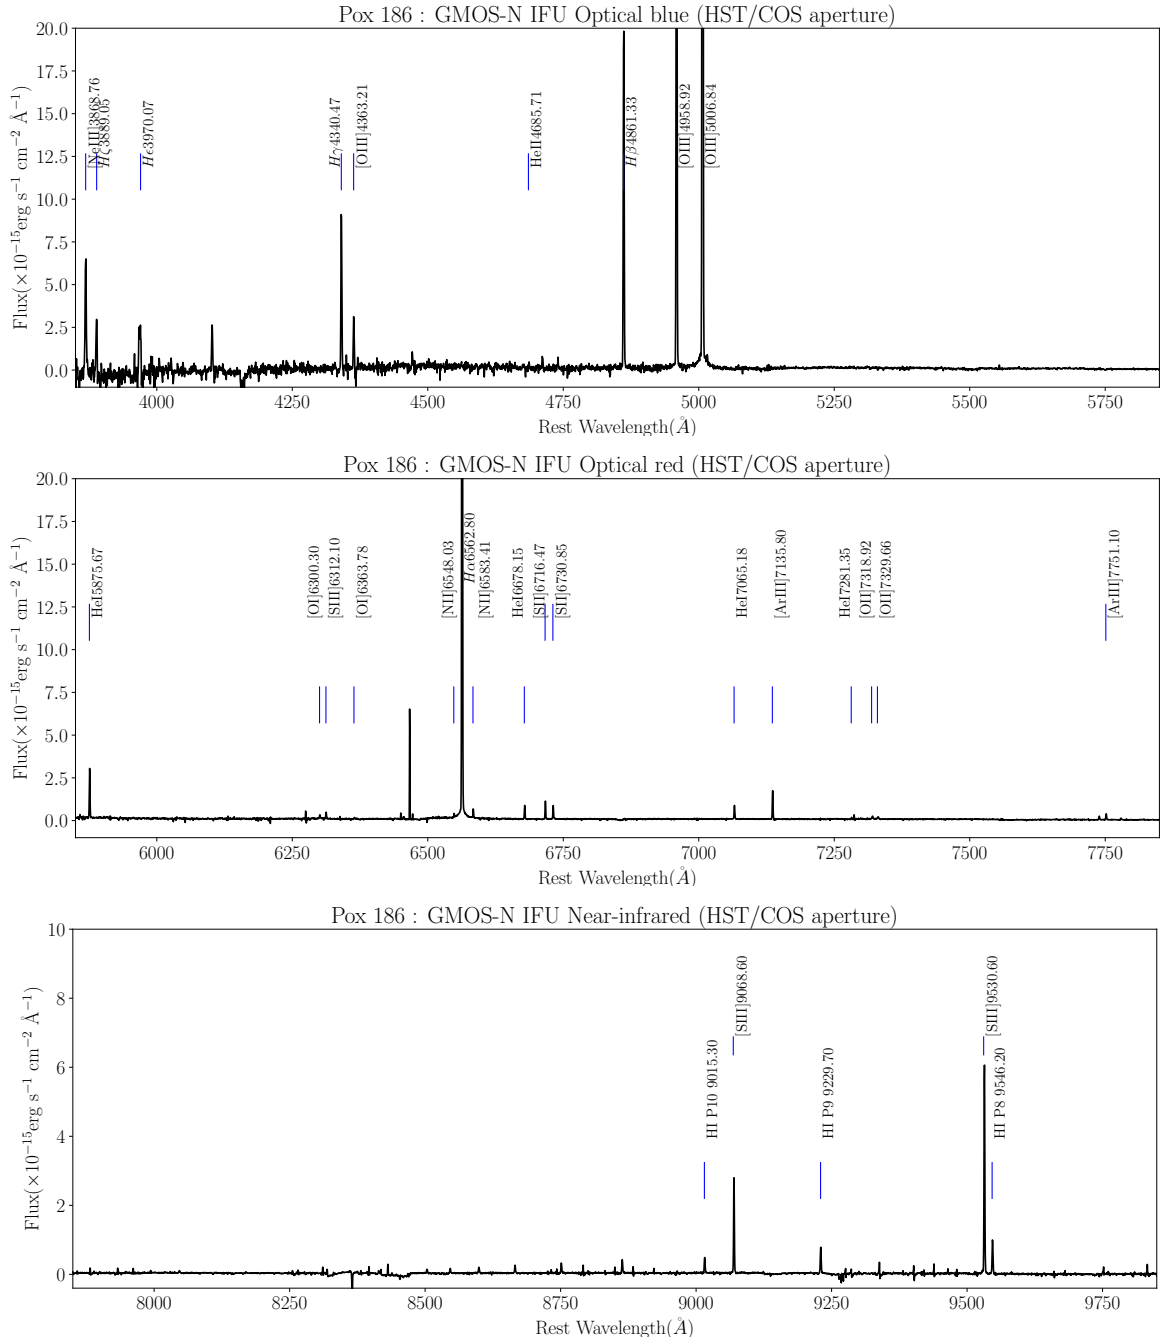 Pox 186 : GMOS-N IFU Optical blue (HST/COS aperture)
Flux(×10⁻¹⁵erg s⁻¹ cm⁻² Å⁻¹)
20.0
17.5
15.0
12.5
10.0
7.5
5.0
2.5
0.0
[NeIII]3868.76
Hζ3889.05
Hϵ3970.07
Hγ4340.47
[OIII]4363.21
HeII4685.71
Hβ4861.33
[OIII]4958.92
[OIII]5006.84
4000 4250 4500 4750 5000 5250 5500 5750
Rest Wavelength(Å)
Pox 186 : GMOS-N IFU Optical red (HST/COS aperture)
Flux(×10⁻¹⁵erg s⁻¹ cm⁻² Å⁻¹)
20.0
17.5
15.0
12.5
10.0
7.5
5.0
2.5
0.0
HeI5875.67
[OI]6300.30
[SIII]6312.10
[OI]6363.78
[NII]6548.03
Hα6562.80
[NII]6583.41
HeI6678.15
[SII]6716.47
[SII]6730.85
HeI7065.18
[ArIII]7135.80
HeI7281.35
[OII]7318.92
[OII]7329.66
[ArIII]7751.10
6000 6250 6500 6750 7000 7250 7500 7750
Rest Wavelength(Å)
Pox 186 : GMOS-N IFU Near-infrared (HST/COS aperture)
Flux(×10⁻¹⁵erg s⁻¹ cm⁻² Å⁻¹)
10
8
6
4
2
0
HI P10 9015.30
[SIII]9068.60
HI P9 9229.70
[SIII]9530.60
HI P8 9546.20
8000 8250 8500 8750 9000 9250 9500 9750
Rest Wavelength(Å)